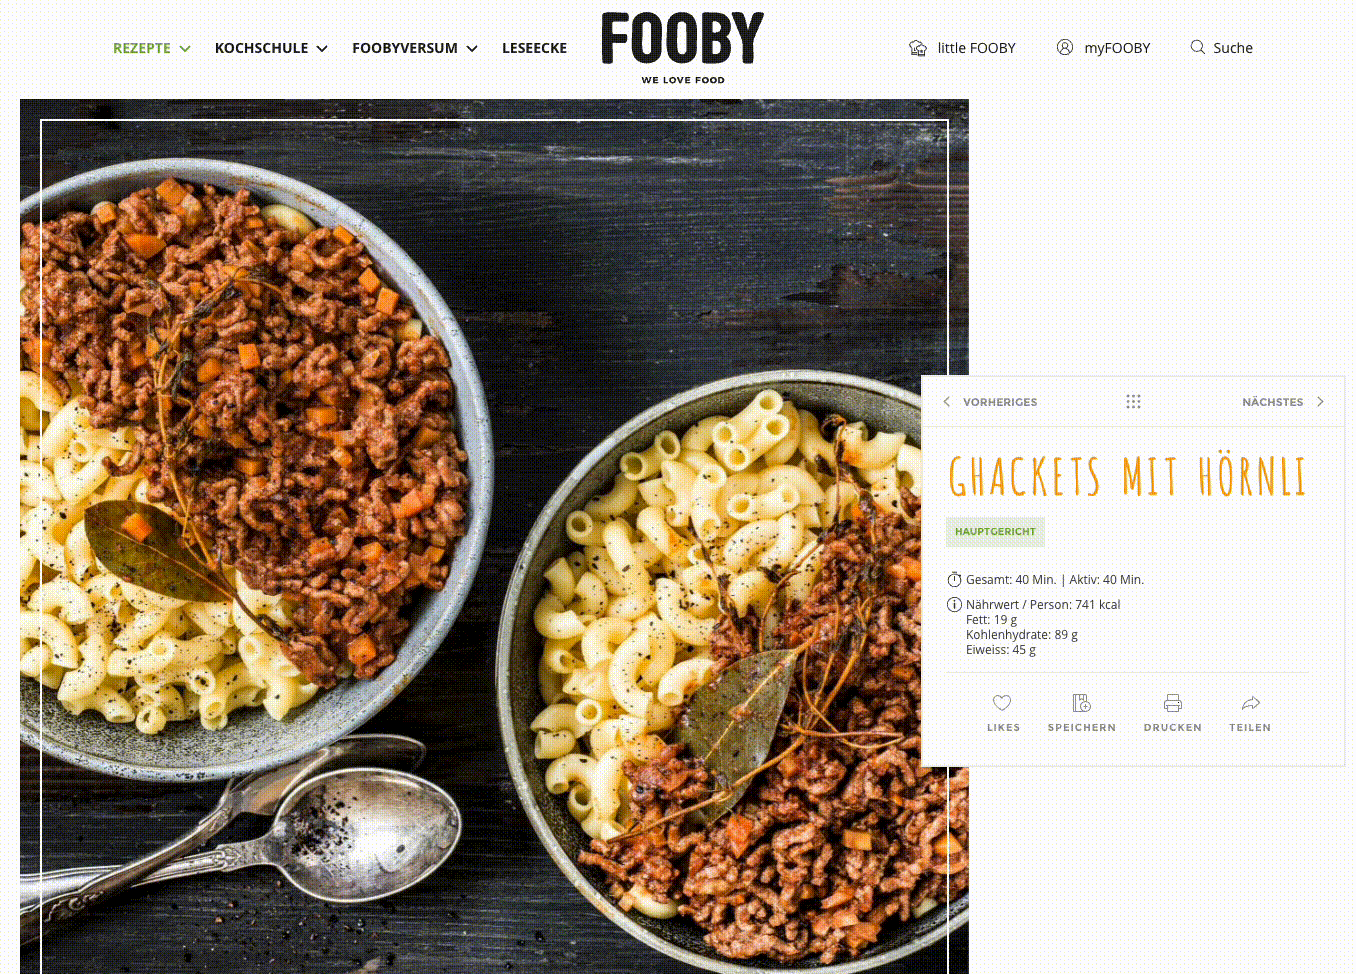 REZEPTE
KOCHSCHULE
FOOBYVERSUM
LESEECKE
FOOBY
WE LOVE FOOD
little FOOBY
myFOOBY
Suche
VORHERIGES
NÄCHSTES
GHACKETS MIT HÖRNLI
HAUPTGERICHT
Gesamt: 40 Min. | Aktiv: 40 Min.
Nährwert / Person: 741 kcal
Fett: 19 g
Kohlenhydrate: 89 g
Eiweiss: 45 g
LIKES
SPEICHERN
DRUCKEN
TEILEN